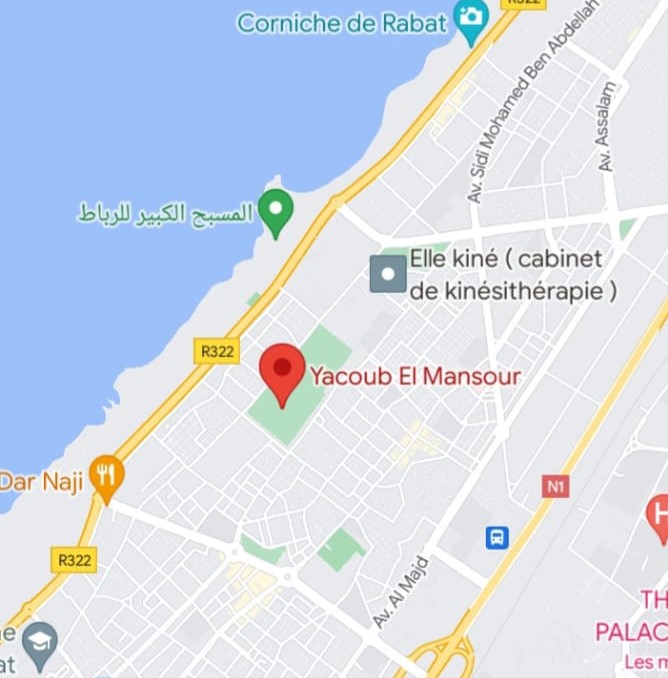 R322
Corniche de Rabat
Av. Sidi Mohamed Ben Abdellah
Av. Assalam
المسبح الكبير للرباط
Elle kiné ( cabinet
de kinésithérapie )
R322
Yacoub El Mansour
Dar Naji
N1
R322
Av. Al Majd
H
TH
PALAC
Les m
ne
at